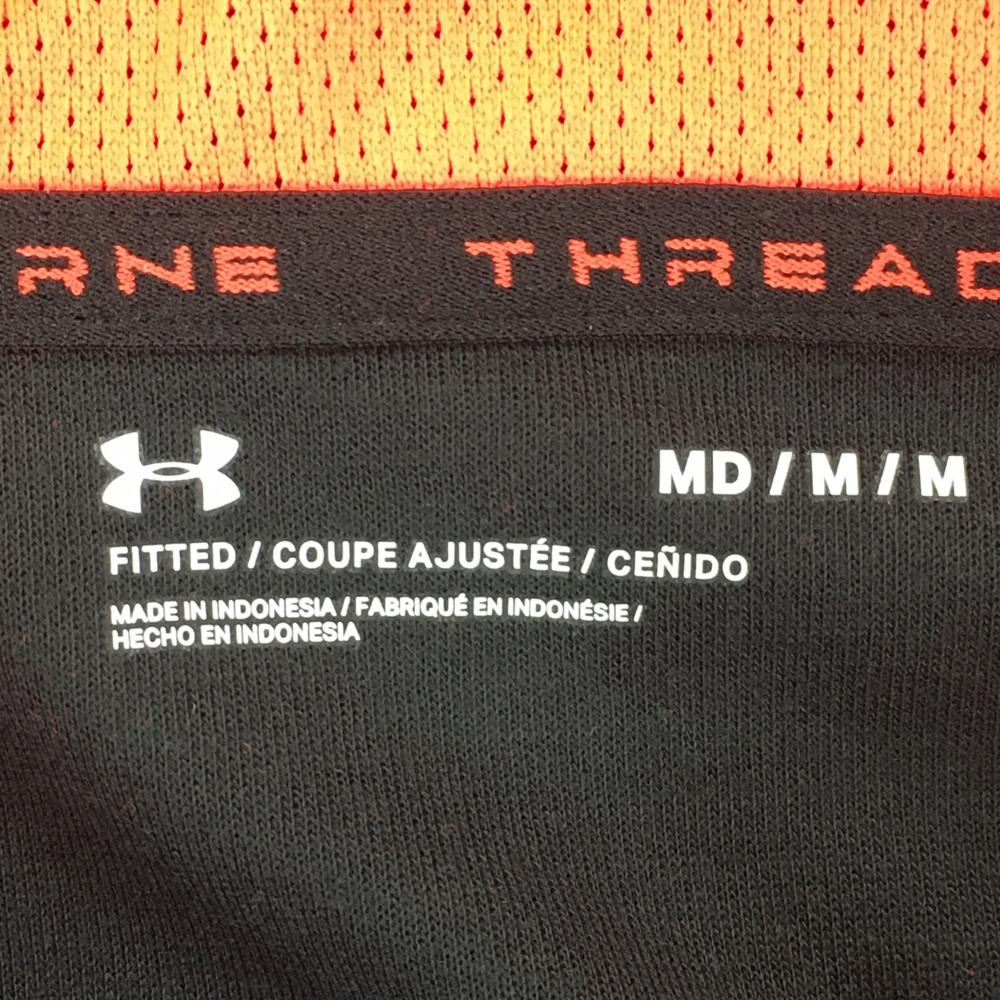 RNE THREAD
MD / M / M
FITTED / COUPE AJUSTÉE / CEÑIDO
MADE IN INDONESIA / FABRIQUÉ EN INDONÉSIE /
HECHO EN INDONESIA